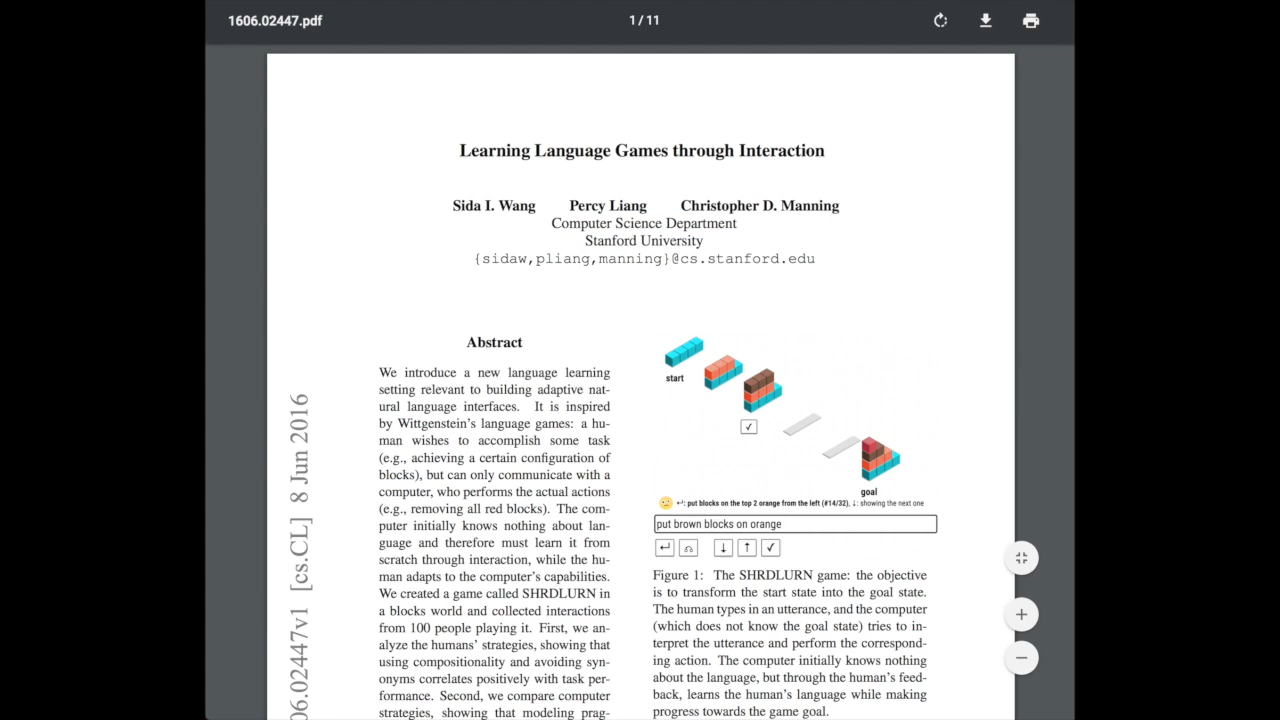 1606.02447.pdf
1 / 11
Learning Language Games through Interaction
Sida I. Wang Percy Liang Christopher D. Manning
Computer Science Department
Stanford University
{sidaw,pliang,manning}@cs.stanford.edu
06.02447v1 [cs.CL] 8 Jun 2016
Abstract
We introduce a new language learning
setting relevant to building adaptive nat-
ural language interfaces. It is inspired
by Wittgenstein's language games: a hu-
man wishes to accomplish some task
(e.g., achieving a certain configuration of
blocks), but can only communicate with a
computer, who performs the actual actions
(e.g., removing all red blocks). The com-
puter initially knows nothing about lan-
guage and therefore must learn it from
scratch through interaction, while the hu-
man adapts to the computer's capabilities.
We created a game called SHRDLURN in
a blocks world and collected interactions
from 100 people playing it. First, we an-
alyze the humans' strategies, showing that
using compositionality and avoiding syn-
onyms correlates positively with task per-
formance. Second, we compare computer
strategies, showing that modeling prag-
start
goal
↵: put blocks on the top 2 orange from the left (#14/32), ↓: showing the next one
put brown blocks on orange
Figure 1: The SHRDLURN game: the objective
is to transform the start state into the goal state.
The human types in an utterance, and the computer
(which does not know the goal state) tries to in-
terpret the utterance and perform the correspond-
ing action. The computer initially knows nothing
about the language, but through the human's feed-
back, learns the human's language while making
progress towards the game goal.